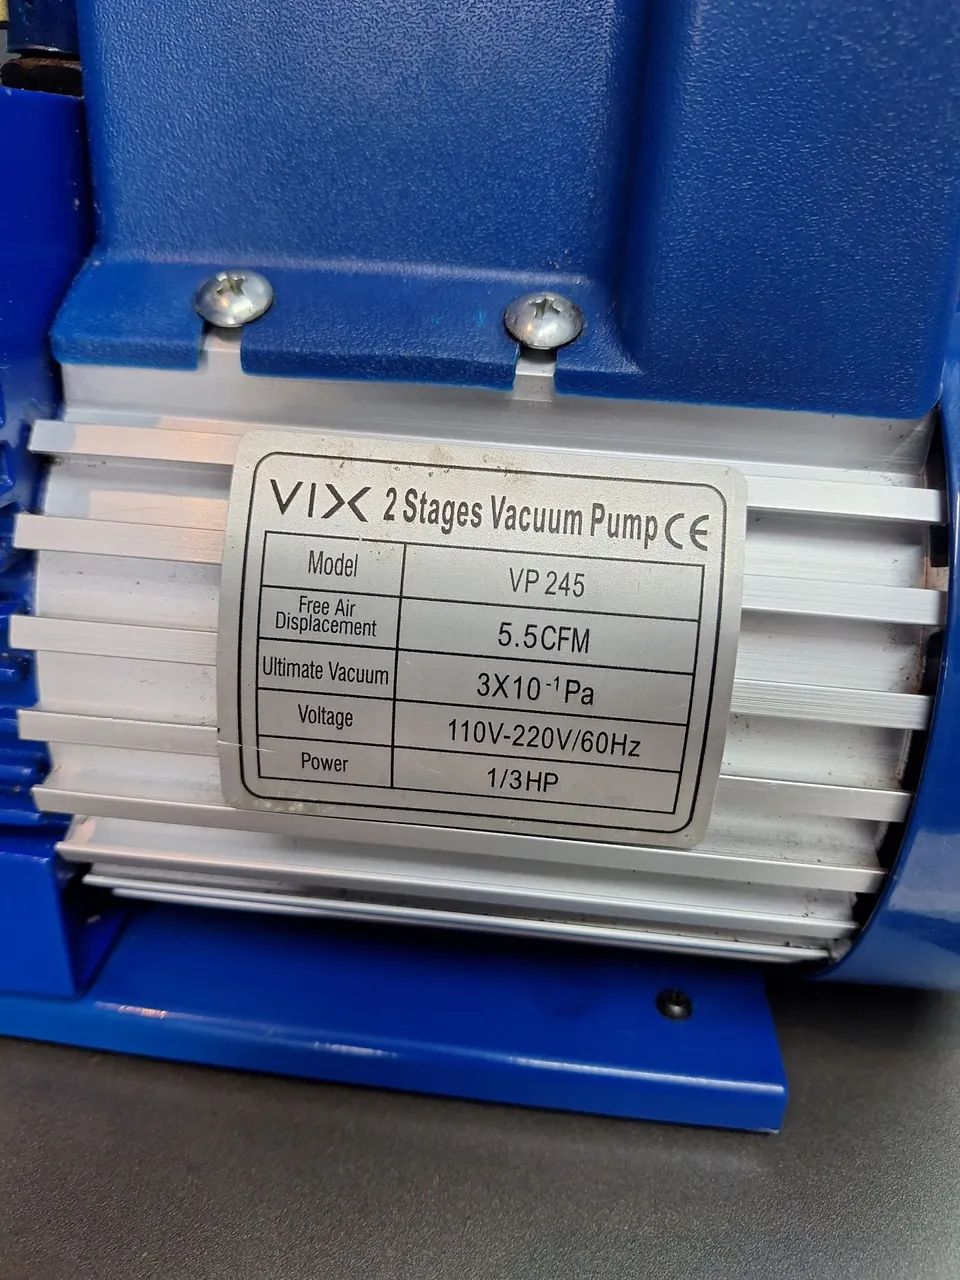 VIX 2 Stages Vacuum Pump CE
Model VP 245
Free Air Displacement 5.5CFM
Ultimate Vacuum 3X10⁻¹Pa
Voltage 110V-220V/60Hz
Power 1/3HP